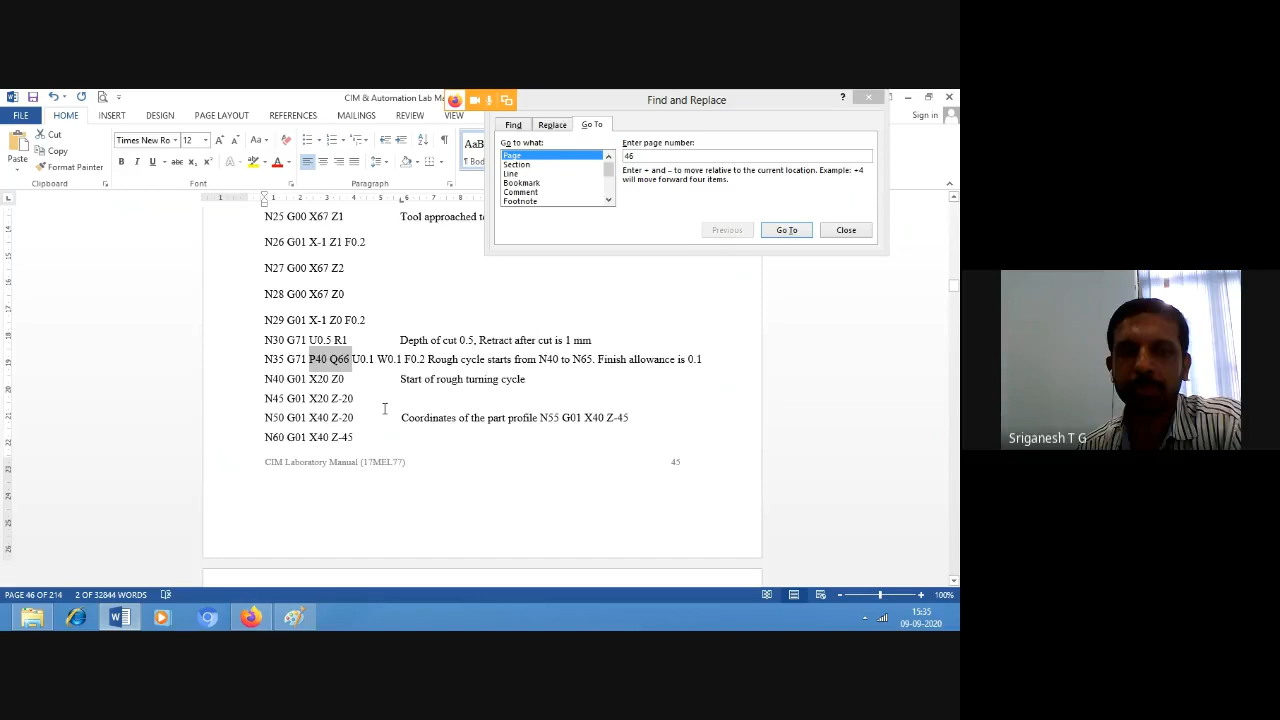 CIM & Automation Lab Ma
Find and Replace
?
Sign in
FILE HOME INSERT DESIGN PAGE LAYOUT REFERENCES MAILINGS REVIEW VIEW
Cut
Copy
Format Painter
Paste
Clipboard
Times New Ro 12
Font
Paragraph
AaB
¶ Bod
Find Replace Go To
Go to what:
Page
Section
Line
Bookmark
Comment
Footnote
Enter page number:
46
Enter + and – to move relative to the current location. Example: +4
will move forward four items.
Previous Go To Close
N25 G00 X67 Z1 Tool approached to
N26 G01 X-1 Z1 F0.2
N27 G00 X67 Z2
N28 G00 X67 Z0
N29 G01 X-1 Z0 F0.2
N30 G71 U0.5 R1 Depth of cut 0.5, Retract after cut is 1 mm
N35 G71 P40 Q66 U0.1 W0.1 F0.2 Rough cycle starts from N40 to N65. Finish allowance is 0.1
N40 G01 X20 Z0 Start of rough turning cycle
N45 G01 X20 Z-20
N50 G01 X40 Z-20 Coordinates of the part profile N55 G01 X40 Z-45
N60 G01 X40 Z-45
CIM Laboratory Manual (17MEL77) 45
PAGE 46 OF 214 2 OF 32844 WORDS 100%
15:35
09-09-2020
Sriganesh T G